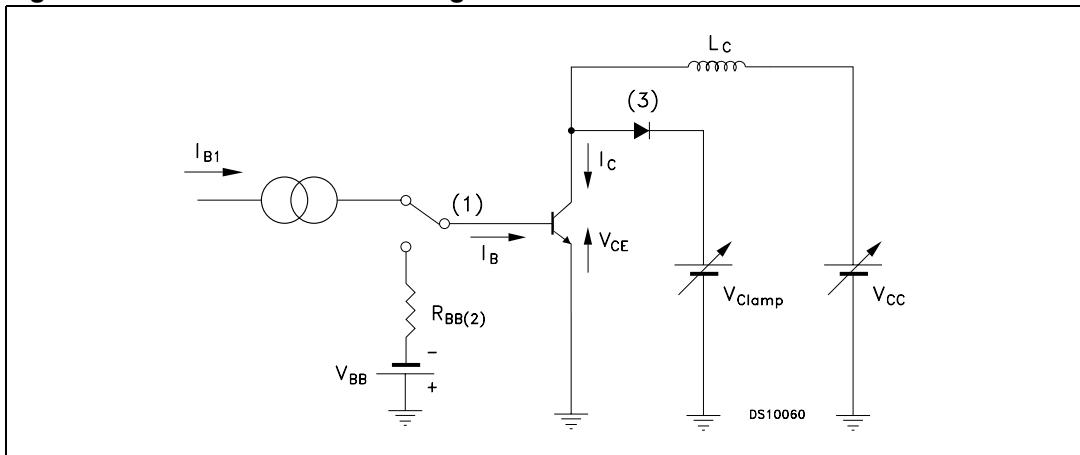 L C
(3)
I B1
I C
(1)
I B
V CE
R BB(2)
V Clamp
V CC
V BB
-
+
DS10060